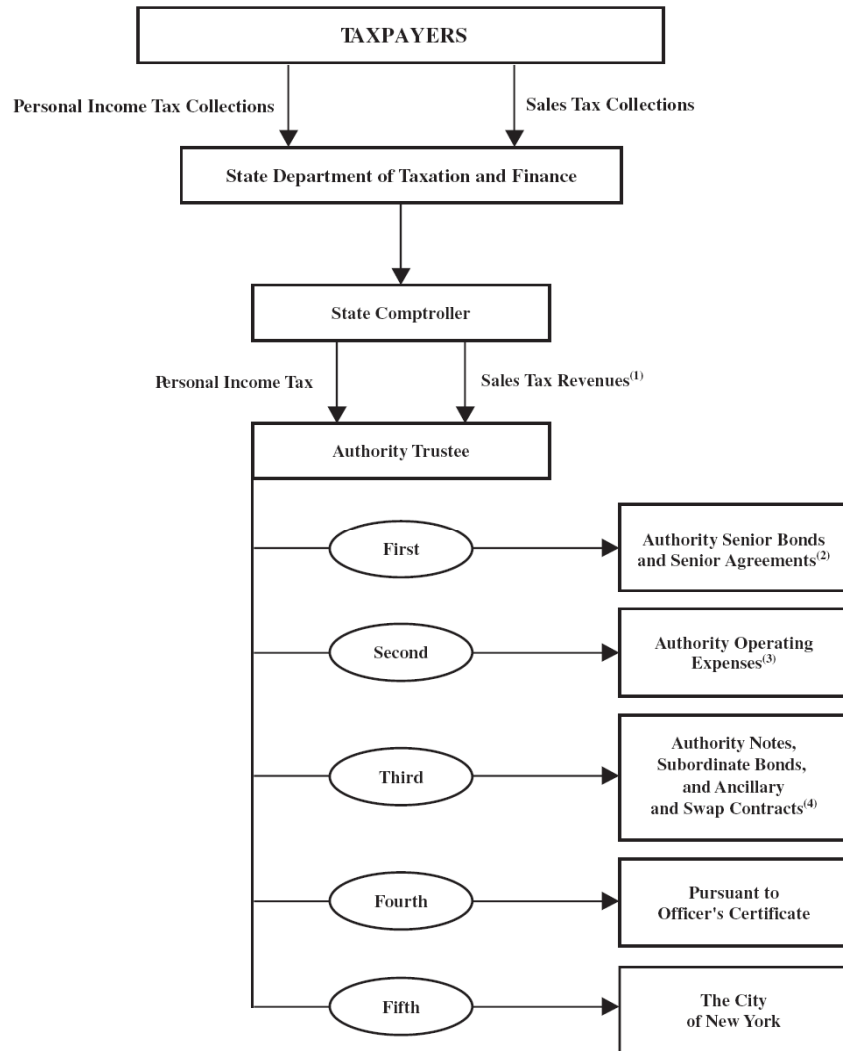 TAXPAYERS
Personal Income Tax Collections
Sales Tax Collections
State Department of Taxation and Finance
State Comptroller
Personal Income Tax
Sales Tax Revenues(1)
Authority Trustee
First
Authority Senior Bonds
and Senior Agreements(2)
Second
Authority Operating
Expenses(3)
Third
Authority Notes,
Subordinate Bonds,
and Ancillary
and Swap Contracts(4)
Fourth
Pursuant to
Officer's Certificate
Fifth
The City
of New York